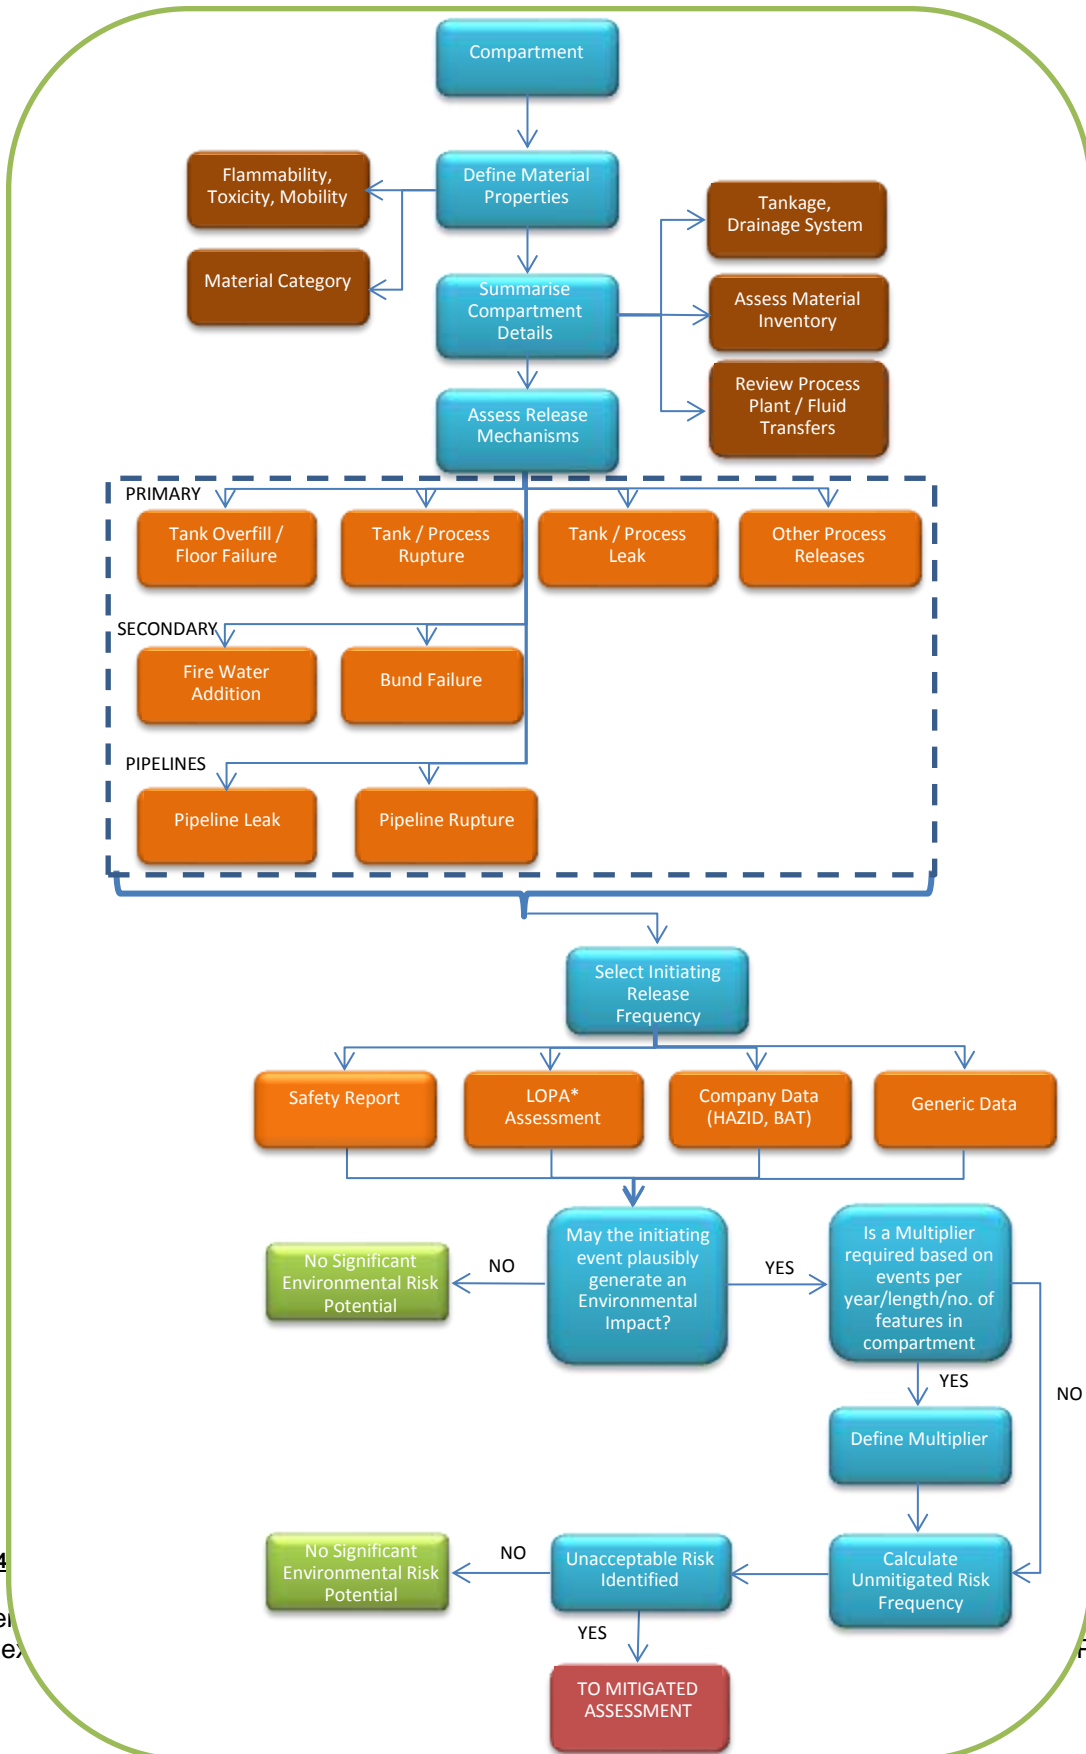 Compartment
Flammability,
Toxicity, Mobility
Define Material
Properties
Tankage,
Drainage System
Material Category
Summarise
Compartment
Details
Assess Material
Inventory
Review Process
Plant / Fluid
Transfers
Assess Release
Mechanisms
PRIMARY
Tank Overfill /
Floor Failure
Tank / Process
Rupture
Tank / Process
Leak
Other Process
Releases
SECONDARY
Fire Water
Addition
Bund Failure
PIPELINES
Pipeline Leak
Pipeline Rupture
Select Initiating
Release
Frequency
Safety Report
LOPA*
Assessment
Company Data
(HAZID, BAT)
Generic Data
No Significant
Environmental Risk
Potential
NO
May the initiating
event plausibly
generate an
Environmental
Impact?
YES
Is a Multiplier
required based on
events per
year/length/no. of
features in
compartment
YES
NO
Define Multiplier
No Significant
Environmental Risk
Potential
NO
Unacceptable Risk
Identified
Calculate
Unmitigated Risk
Frequency
YES
TO MITIGATED
ASSESSMENT